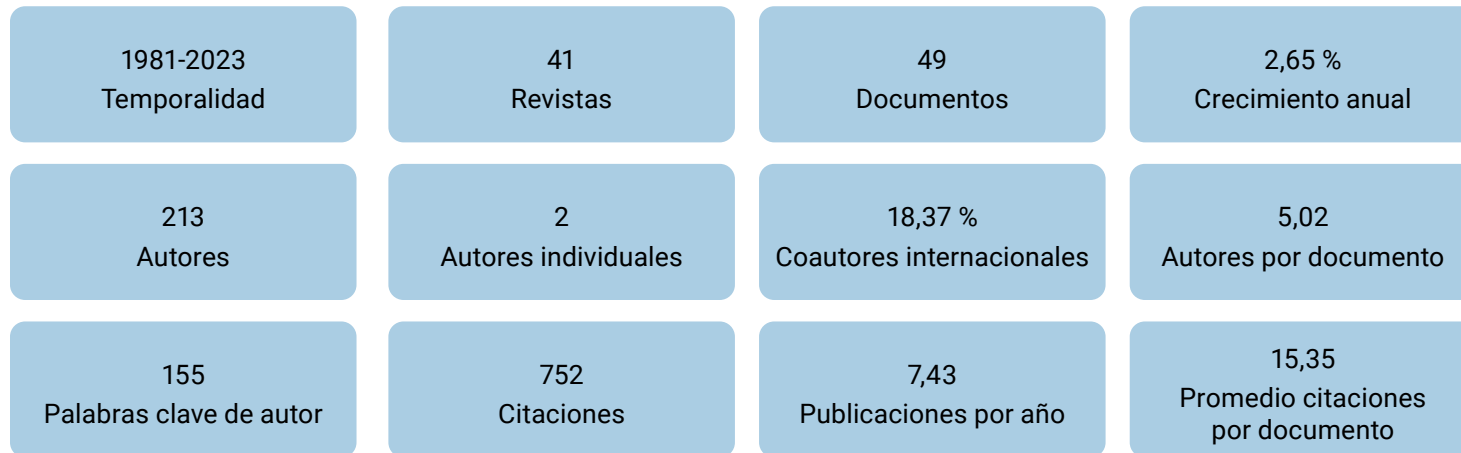 1981-2023
Temporalidad
41
Revistas
49
Documentos
2,65 %
Crecimiento anual
213
Autores
2
Autores individuales
18,37 %
Coautores internacionales
5,02
Autores por documento
155
Palabras clave de autor
752
Citaciones
7,43
Publicaciones por año
15,35
Promedio citaciones
por documento